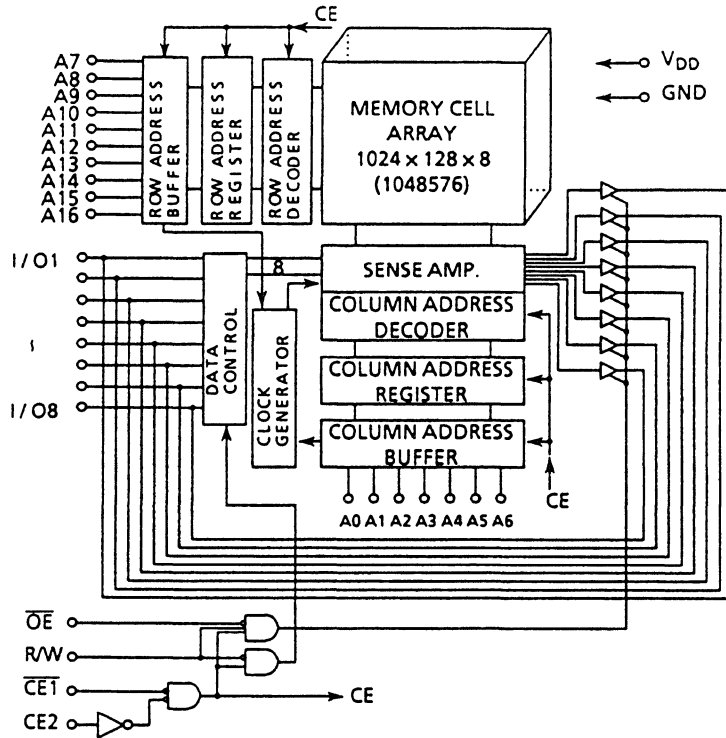 CE
A7
A8
A9
A10
A11
A12
A13
A14
A15
A16
ROW ADDRESS
BUFFER
ROW ADDRESS
REGISTER
ROW ADDRESS
DECODER
MEMORY CELL
ARRAY
1024 x 128 x 8
(1048576)
VDD
GND
I/O1
~
I/O8
DATA
CONTROL
8
CLOCK
GENERATOR
SENSE AMP.
COLUMN ADDRESS
DECODER
COLUMN ADDRESS
REGISTER
COLUMN ADDRESS
BUFFER
CE
A0 A1 A2 A3 A4 A5 A6
OE
R/W
CE1
CE
CE2